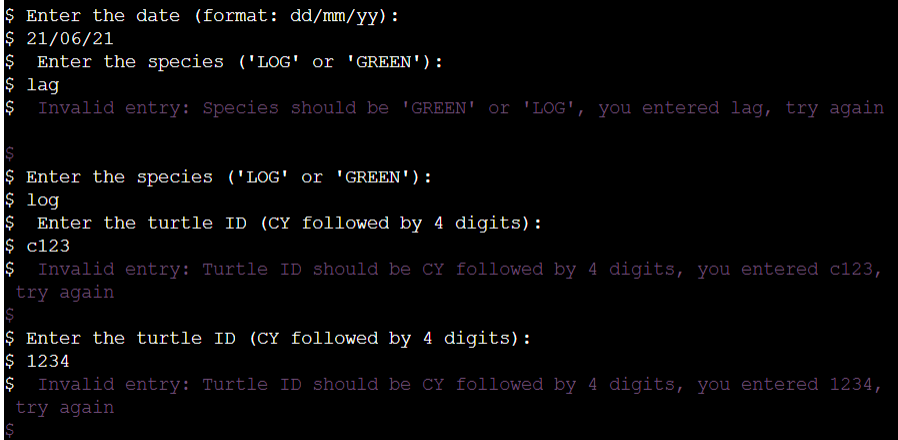 $ Enter the date (format: dd/mm/yy):
$ 21/06/21
$  Enter the species ('LOG' or 'GREEN'):
$ lag
$  Invalid entry: Species should be 'GREEN' or 'LOG', you entered lag, try again
$
$ Enter the species ('LOG' or 'GREEN'):
$ log
$  Enter the turtle ID (CY followed by 4 digits):
$ c123
$  Invalid entry: Turtle ID should be CY followed by 4 digits, you entered c123,
try again
$
$ Enter the turtle ID (CY followed by 4 digits):
$ 1234
$  Invalid entry: Turtle ID should be CY followed by 4 digits, you entered 1234,
try again
$